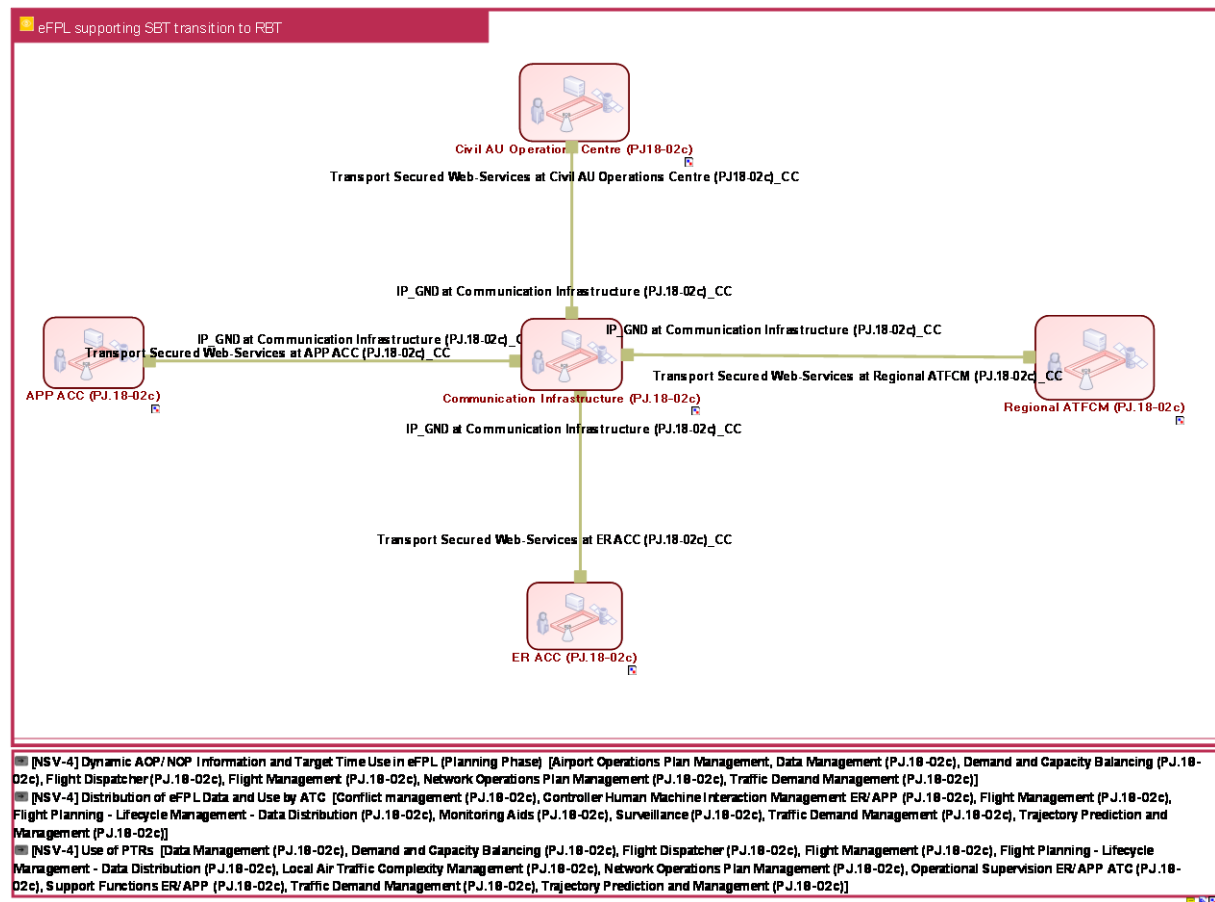 eFPL supporting SBT transition to RBT
Civil AU Operation Centre (PJ18-02c)
Transport Secured Web-Services at Civil AU Operations Centre (PJ18-02c)_CC
IP_GND at Communication Infrastructure (PJ.18-02c)_CC
IP_GND at Communication Infrastructure (PJ.18-02c)_C
IP_GND at Communication Infrastructure (PJ.18-02c)_CC
Transport Secured Web-Services at APP ACC (PJ.18-02c)_CC
Transport Secured Web-Services at Regional ATFCM (PJ.18-02c)_CC
APP ACC (PJ.18-02c)
Communication Infrastructure (PJ.18-02c)
Regional ATFCM (PJ.18-02c)
IP_GND at Communication Infrastructure (PJ.18-02c)_CC
Transport Secured Web-Services at ER ACC (PJ.18-02c)_CC
ER ACC (PJ.18-02c)
[NSV-4] Dynamic AOP/NOP Information and Target Time Use in eFPL (Planning Phase) [Airport Operations Plan Management, Data Management (PJ.18-02c), Demand and Capacity Balancing (PJ.18-
02c), Flight Dispatcher (PJ.18-02c), Flight Management (PJ.18-02c), Network Operations Plan Management (PJ.18-02c), Traffic Demand Management (PJ.18-02c)]
[NSV-4] Distribution of eFPL Data and Use by ATC [Conflict management (PJ.18-02c), Controller Human Machine Interaction Management ER/APP (PJ.18-02c), Flight Management (PJ.18-02c),
Flight Planning - Lifecycle Management - Data Distribution (PJ.18-02c), Monitoring Aids (PJ.18-02c), Surveillance (PJ.18-02c), Traffic Demand Management (PJ.18-02c), Trajectory Prediction and
Management (PJ.18-02c)]
[NSV-4] Use of PTRs [Data Management (PJ.18-02c), Demand and Capacity Balancing (PJ.18-02c), Flight Dispatcher (PJ.18-02c), Flight Management (PJ.18-02c), Flight Planning - Lifecycle
Management - Data Distribution (PJ.18-02c), Local Air Traffic Complexity Management (PJ.18-02c), Network Operations Plan Management (PJ.18-02c), Operational Supervision ER/APP ATC (PJ.18-
02c), Support Functions ER/APP (PJ.18-02c), Traffic Demand Management (PJ.18-02c), Trajectory Prediction and Management (PJ.18-02c)]